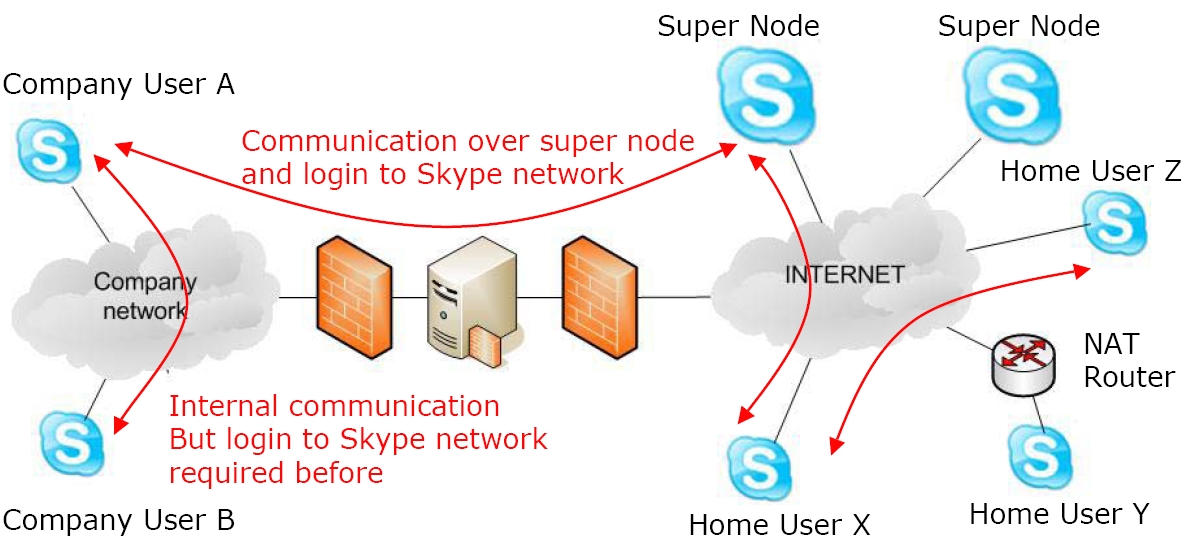 Super Node
Super Node
Company User A
Communication over super node
and login to Skype network
Home User Z
Company
network
INTERNET
NAT
Router
Internal communication
But login to Skype network
required before
Company User B
Home User X
Home User Y
S
S
S
S
S
S
S